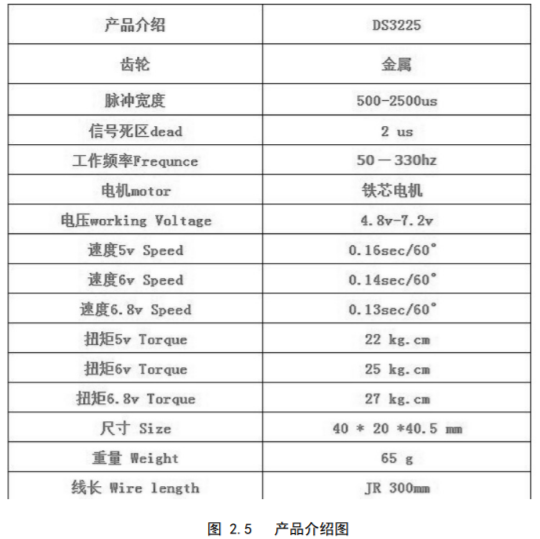 产品介绍 DS3225
齿轮 金属
脉冲宽度 500-2500us
信号死区dead 2 us
工作频率Frequnce 50－330hz
电机motor 铁芯电机
电压working Voltage 4.8v-7.2v
速度5v Speed 0.16sec/60°
速度6v Speed 0.14sec/60°
速度6.8v Speed 0.13sec/60°
扭矩5v Torque 22 kg.cm
扭矩6v Torque 25 kg.cm
扭矩6.8v Torque 27 kg.cm
尺寸 Size 40 * 20 *40.5 mm
重量 Weight 65 g
线长 Wire length JR 300mm
图 2.5 产品介绍图